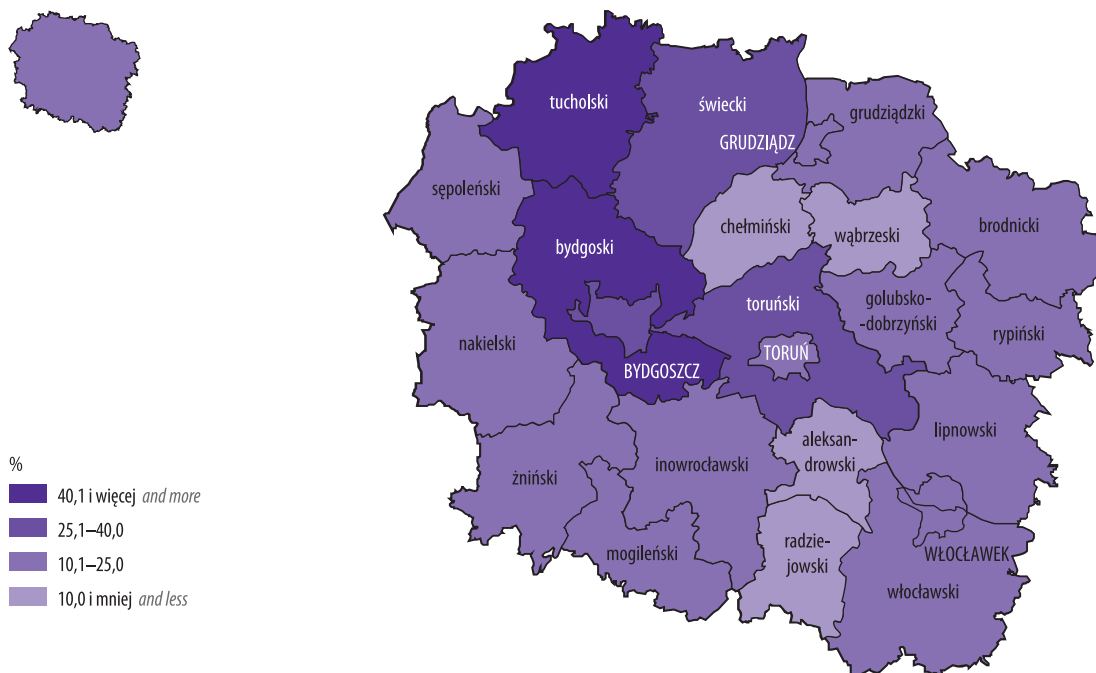 tucholski
świecki
grudziądzki
GRUDZIĄDZ
sępoleński
chełmiński
wąbrzeski
brodnicki
bydgoski
toruński
golubsko-
-dobrzyński
rypiński
nakielski
TORUŃ
BYDGOSZCZ
lipnowski
aleksan-
drowski
inowrocławski
żniński
mogileński
radzie-
jowski
WŁOCŁAWEK
włocławski
%
40,1 i więcej and more
25,1–40,0
10,1–25,0
10,0 i mniej and less